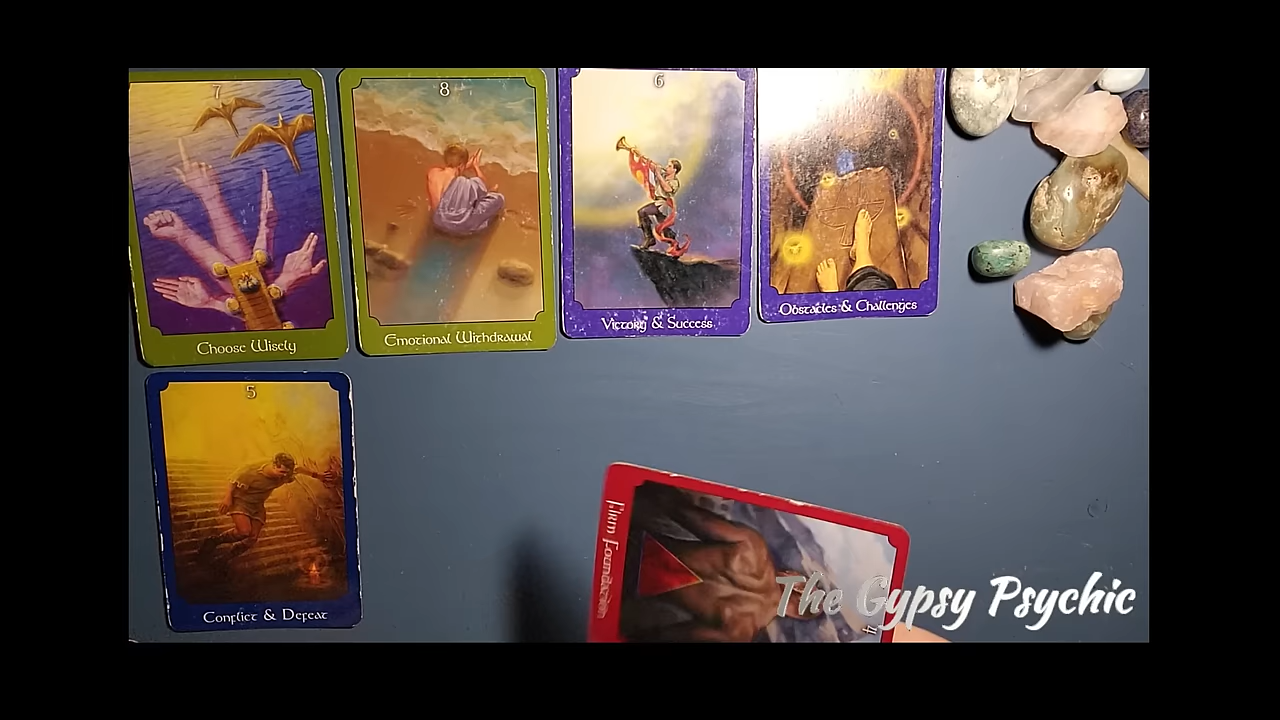 7
Choose Wisely
8
Emotional Withdrawal
6
Victory & Success
Obstacles & Challenges
5
Conflict & Defeat
Firm Foundation
4
The Gypsy Psychic